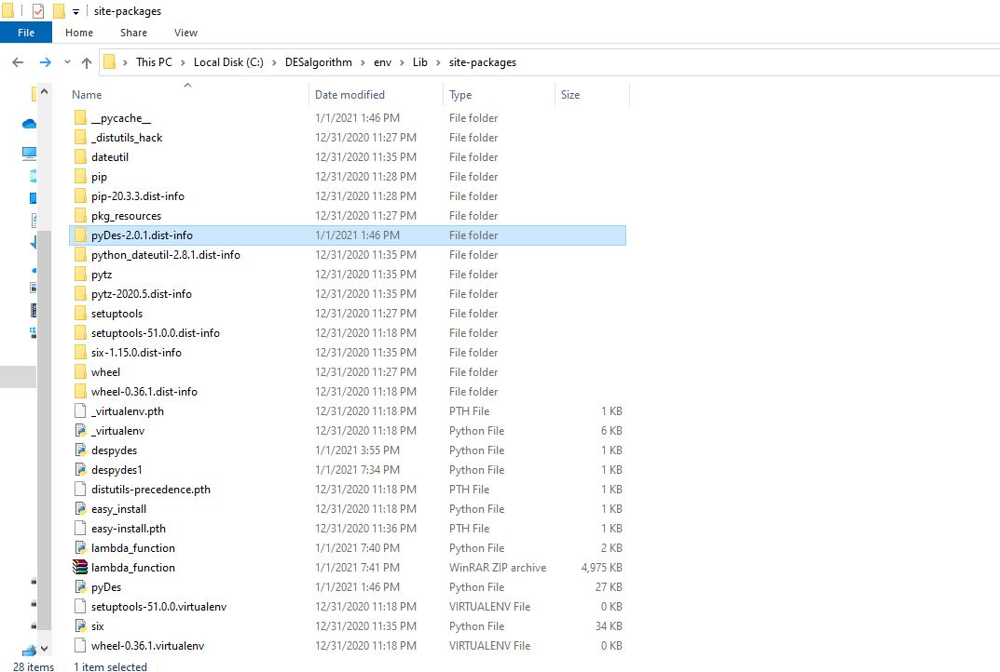 site-packages
File Home Share View
This PC Local Disk (C:) DESalgorithm env Lib site-packages
Name Date modified Type Size
__pycache__ 1/1/2021 1:46 PM File folder
_distutils_hack 12/31/2020 11:27 PM File folder
dateutil 12/31/2020 11:35 PM File folder
pip 12/31/2020 11:28 PM File folder
pip-20.3.3.dist-info 12/31/2020 11:28 PM File folder
pkg_resources 12/31/2020 11:27 PM File folder
pyDes-2.0.1.dist-info 1/1/2021 1:46 PM File folder
python_dateutil-2.8.1.dist-info 12/31/2020 11:35 PM File folder
pytz 12/31/2020 11:35 PM File folder
pytz-2020.5.dist-info 12/31/2020 11:35 PM File folder
setuptools 12/31/2020 11:27 PM File folder
setuptools-51.0.0.dist-info 12/31/2020 11:18 PM File folder
six-1.15.0.dist-info 12/31/2020 11:35 PM File folder
wheel 12/31/2020 11:27 PM File folder
wheel-0.36.1.dist-info 12/31/2020 11:18 PM File folder
_virtualenv.pth 12/31/2020 11:18 PM PTH File 1 KB
_virtualenv 12/31/2020 11:18 PM Python File 6 KB
despydes 1/1/2021 3:55 PM Python File 1 KB
despydes1 1/1/2021 7:34 PM Python File 1 KB
distutils-precedence.pth 12/31/2020 11:18 PM PTH File 1 KB
easy_install 12/31/2020 11:18 PM Python File 1 KB
easy-install.pth 12/31/2020 11:36 PM PTH File 1 KB
lambda_function 1/1/2021 7:40 PM Python File 2 KB
lambda_function 1/1/2021 7:41 PM WinRAR ZIP archive 4,975 KB
pyDes 1/1/2021 1:46 PM Python File 27 KB
setuptools-51.0.0.virtualenv 12/31/2020 11:18 PM VIRTUALENV File 0 KB
six 12/31/2020 11:35 PM Python File 34 KB
wheel-0.36.1.virtualenv 12/31/2020 11:18 PM VIRTUALENV File 0 KB
28 items 1 item selected